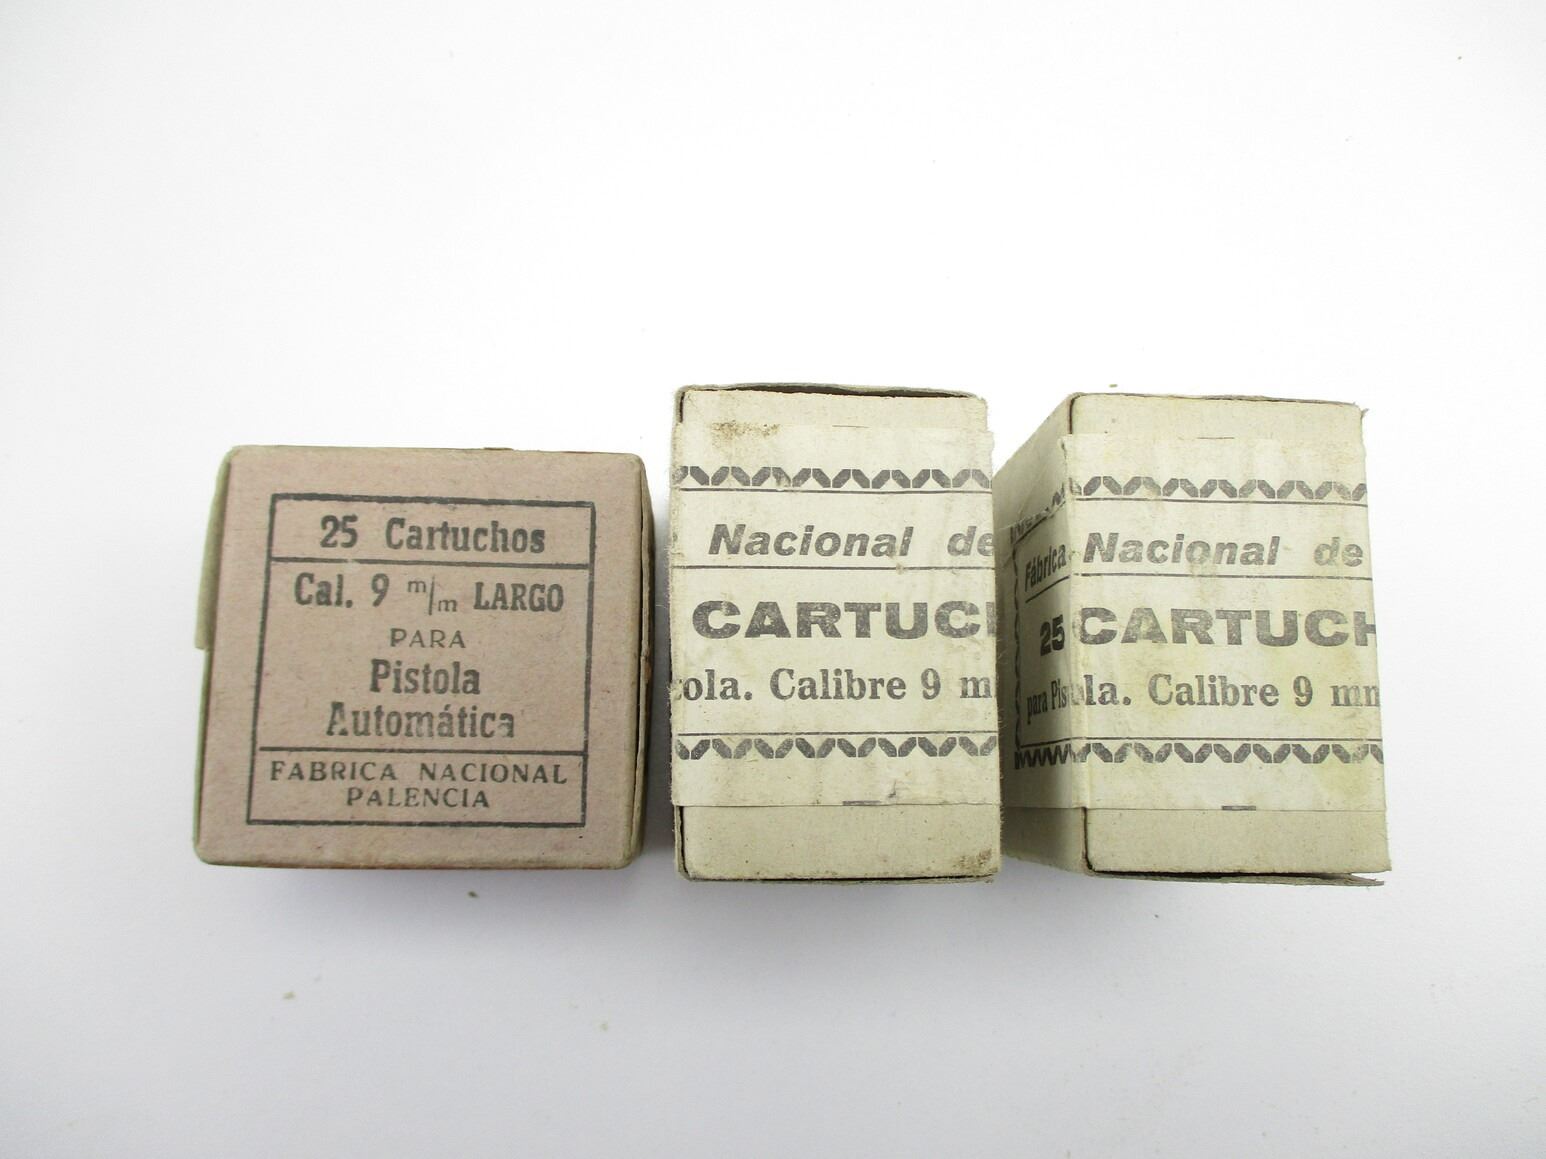 25 Cartuchos
Cal. 9 m/m LARGO
PARA
Pistola
Automática
FABRICA NACIONAL
PALENCIA
Nacional de
CARTUCH
ola. Calibre 9 m
Fábrica Nacional de
25 CARTUCH
para Pistola. Calibre 9 mm